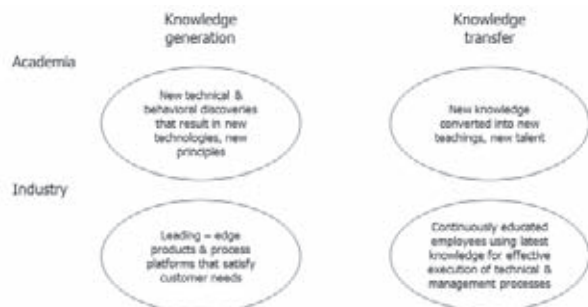 Knowledge
generation
Knowledge
transfer
Academia
New technical &
behavioral discoveries
that result in new
technologies, new
principles
New knowledge
converted into new
teachings, new talent
Industry
Leading – edge
products & process
platforms that satisfy
customer needs
Continuously educated
employees using latest
knowledge for effective
execution of technical
& management processes